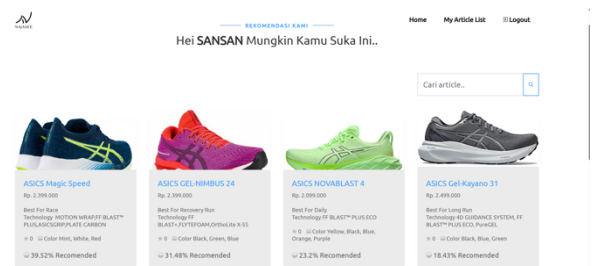 Home My Article List Logout
REKOMENDASI KAMI
Hei SANSAN Mungkin Kamu Suka Ini..
Cari article..
ASICS Magic Speed
Rp. 2.399.000
Best For Race
Technology MOTION WRAP,FF BLAST™
PLUS,ASICSGRIP,PLATE CARBON
0 Color Mint, White, Red
39.52% Recomended
ASICS GEL-NIMBUS 24
Rp. 2.399.000
Best For Recovery Run
Technology FF
BLAST+,FLYTEFOAM,OrthoLite X-55
0 Color Black, Green, Blue
31.48% Recomended
ASICS NOVABLAST 4
Rp. 2.099.000
Best For Daily
Technology FF BLAST™ PLUS ECO
0 Color Yellow, Black, Blue,
Orange, Purple
23.2% Recomended
ASICS Gel-Kayano 31
Rp. 2.499.000
Best For Long Run
Technology 4D GUIDANCE SYSTEM, FF
BLAST™ PLUS ECO, PureGEL
0 Color Black, Blue, Green
18.43% Recomended